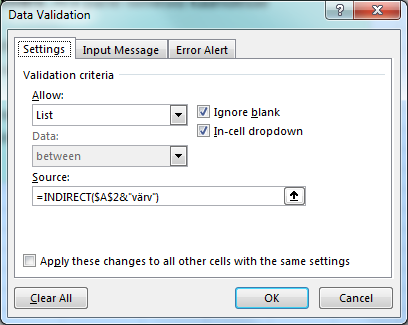 Data Validation
Settings
Input Message
Error Alert
Validation criteria
Allow:
List
Ignore blank
In-cell dropdown
Data:
between
Source:
=INDIRECT($A$2&"värv")
Apply these changes to all other cells with the same settings
Clear All
OK
Cancel